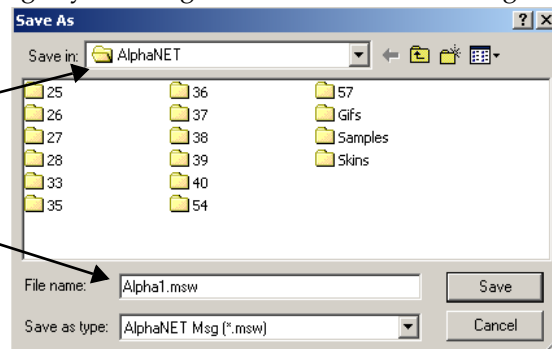 Save As
Save in: AlphaNET
25 36 57
26 37 Gifs
27 38 Samples
28 39 Skins
33 40
35 54
File name: Alpha1.msw Save
Save as type: AlphaNET Msg (*.msw) Cancel